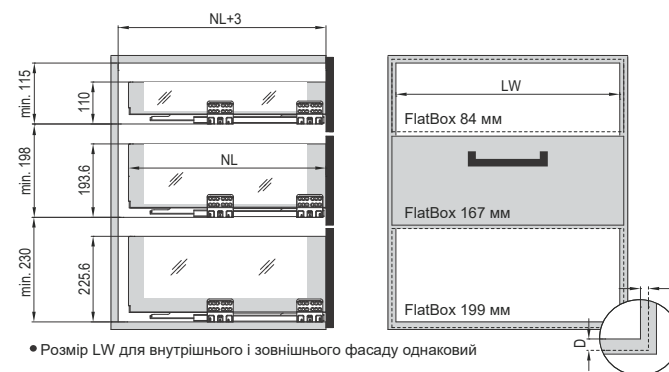 NL+3
min. 115
110
min. 198
193.6
NL
min. 230
225.6
LW
FlatBox 84 мм
FlatBox 167 мм
FlatBox 199 мм
D
• Розмір LW для внутрішнього і зовнішнього фасаду однаковий